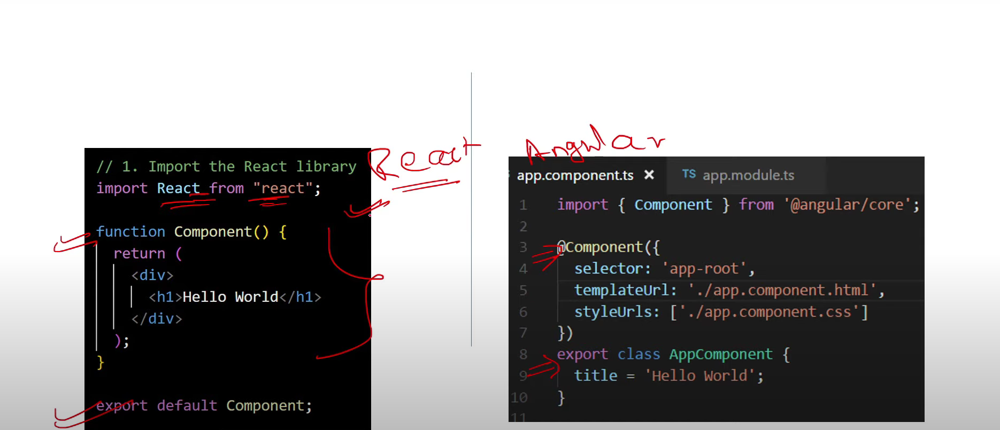 React
// 1. Import the React library
import React from "react";
function Component() {
return (
<div>
<h1>Hello World</h1>
</div>
);
}
export default Component;
Angular
app.component.ts X
TS app.module.ts
1 import { Component } from '@angular/core';
2
3 @Component({
4 selector: 'app-root',
5 templateUrl: './app.component.html',
6 styleUrls: ['./app.component.css']
7 })
8 export class AppComponent {
9 title = 'Hello World';
10 }
11